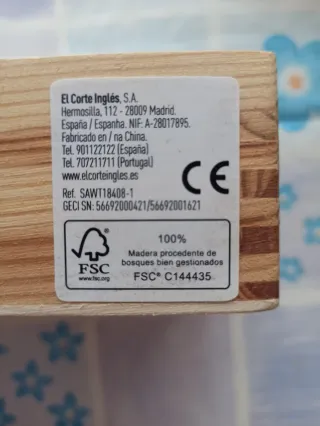 El Corte Inglés, S.A.
Hermosilla, 112 - 28009 Madrid.
España / Espanha. NIF: A-28017895.
Fabricado en / na China.
Tel. 901122122 (España)
Tel. 707211711 (Portugal)
www.elcorteingles.es
CE
Ref. SAWT18408-1
GECI SN: 56692000421/56692001621
FSC
www.fsc.org
100%
Madera procedente de
bosques bien gestionados
FSC® C144435